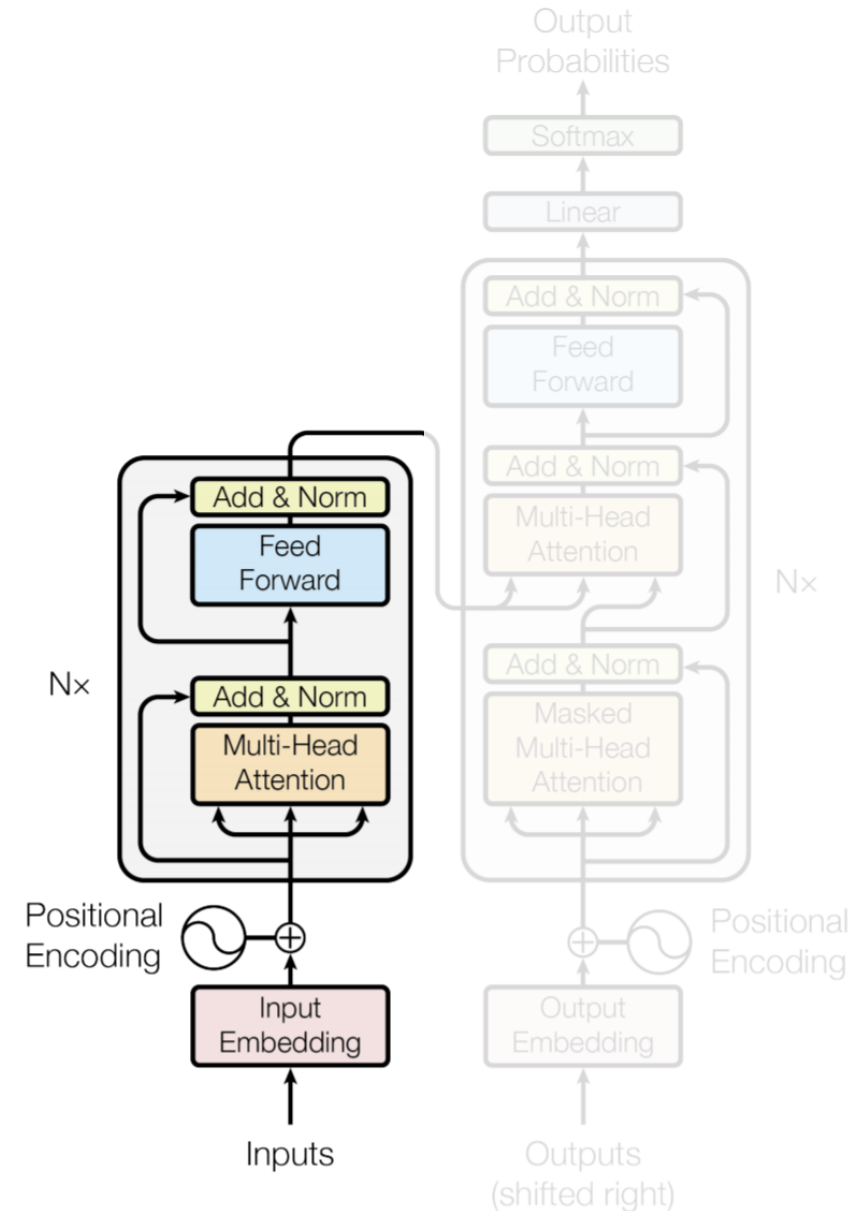 Output
Probabilities
Softmax
Linear
Add & Norm
Feed
Forward
Add & Norm
Multi-Head
Attention
Nx
Add & Norm
Masked
Multi-Head
Attention
Positional
Encoding
Output
Embedding
Outputs
(shifted right)
Add & Norm
Feed
Forward
Nx
Add & Norm
Multi-Head
Attention
Positional
Encoding
Input
Embedding
Inputs